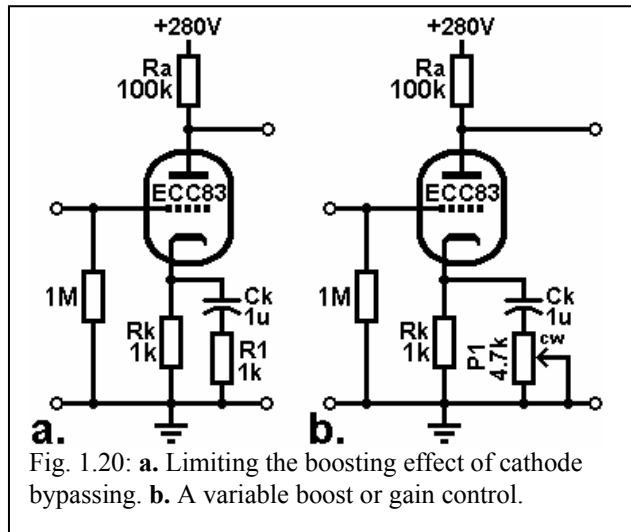 +280V
Ra
100k
ECC83
1M
Rk
1k
Ck
1u
R1
1k
a.
+280V
Ra
100k
ECC83
1M
Rk
1k
Ck
1u
P1
4.7k
cw
b.
Fig. 1.20: a. Limiting the boosting effect of cathode
bypassing. b. A variable boost or gain control.